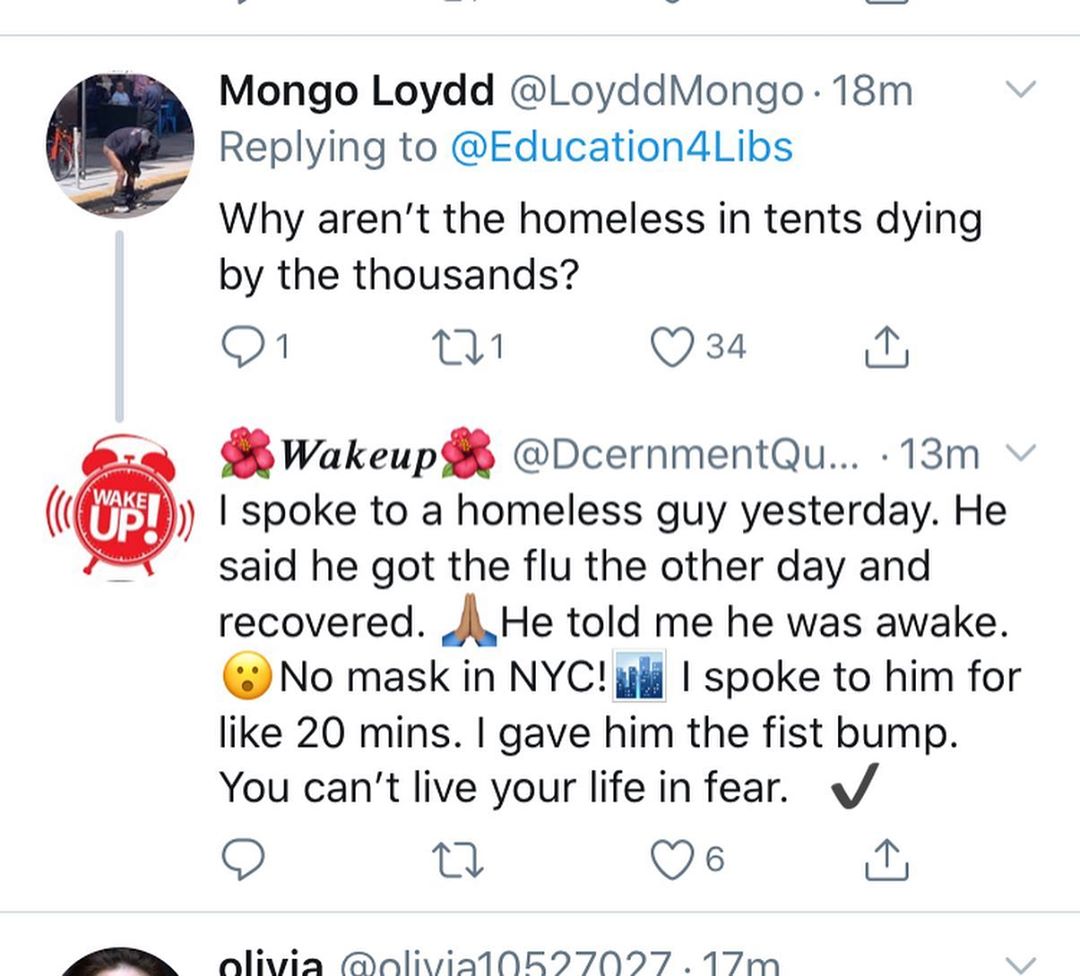 Mongo Loydd @LoyddMongo · 18m
Replying to @Education4Libs
Why aren’t the homeless in tents dying
by the thousands?
1 1 34
🌺Wakeup🌺 @DcernmentQu... · 13m
WAKE
UP!
I spoke to a homeless guy yesterday. He
said he got the flu the other day and
recovered. 🙏🏽He told me he was awake.
😮No mask in NYC!🏙 I spoke to him for
like 20 mins. I gave him the fist bump.
You can’t live your life in fear. ✔
6
olivia @olivia10527027 · 17m